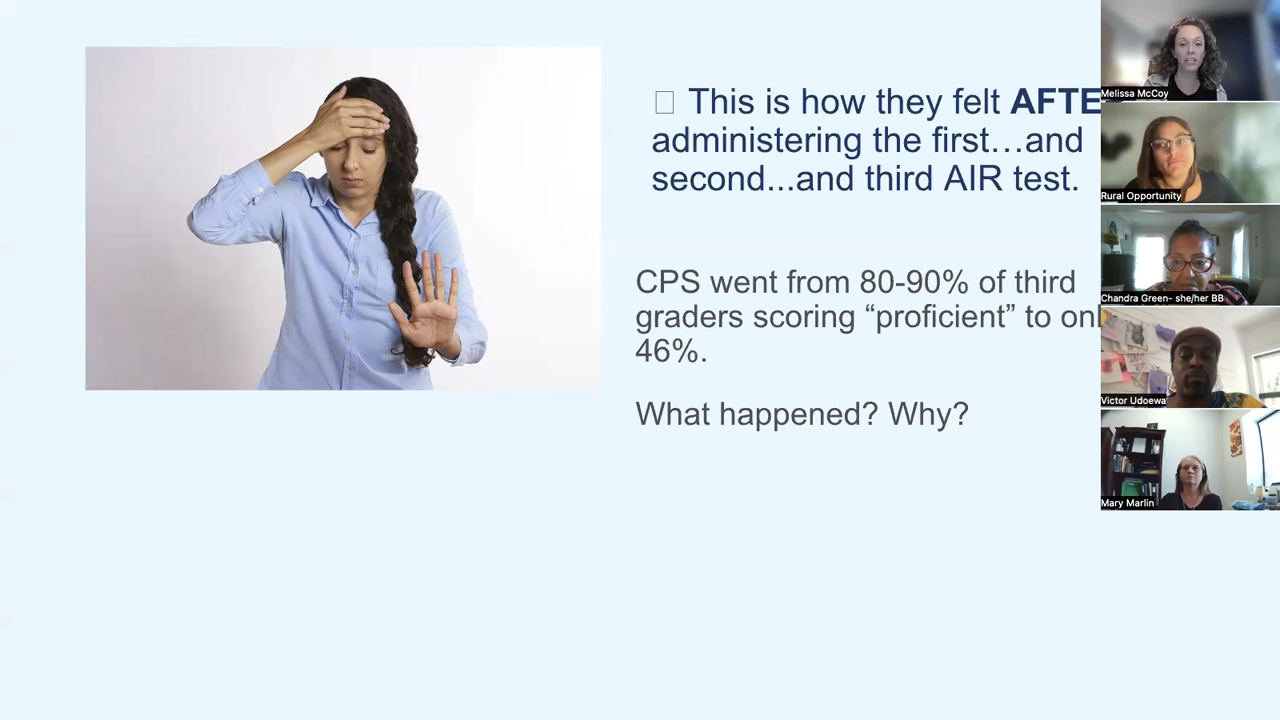 This is how they felt AFTE
administering the first…and
second...and third AIR test.
CPS went from 80-90% of third
graders scoring “proficient” to onl
46%.
What happened? Why?
Melissa McCoy
Rural Opportunity
Chandra Green- she/her BB
Victor Udoewa
Mary Marlin